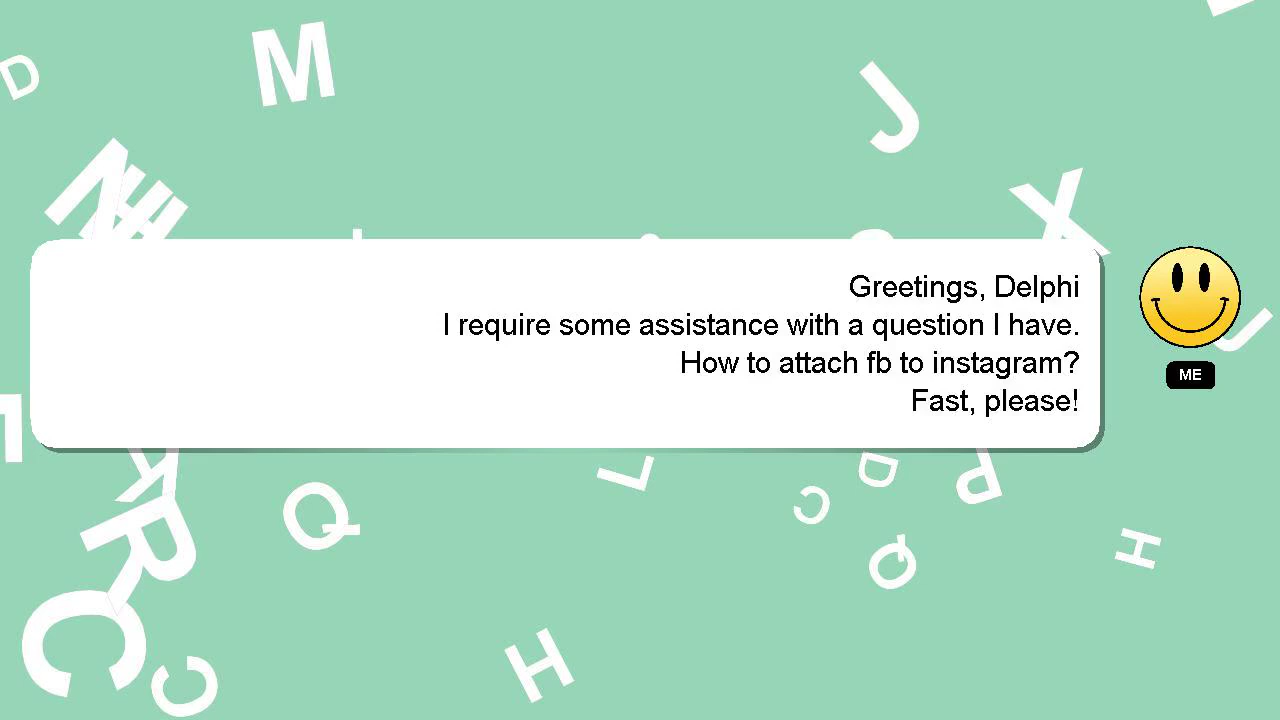 Greetings, Delphi
I require some assistance with a question I have.
How to attach fb to instagram?
Fast, please!
ME